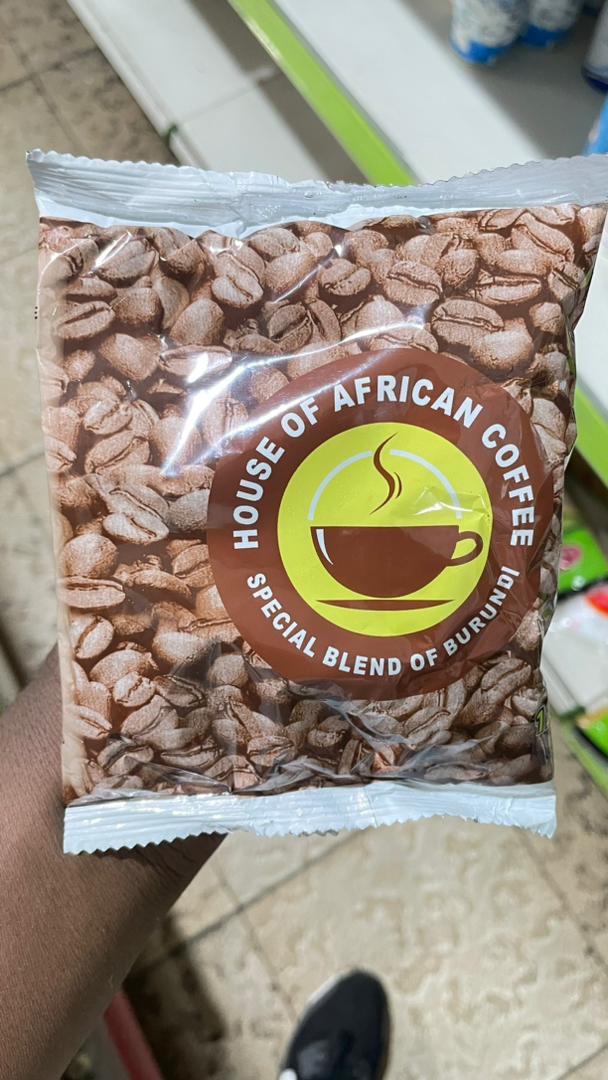 HOUSE OF AFRICAN COFFEE
SPECIAL BLEND OF BURUNDI